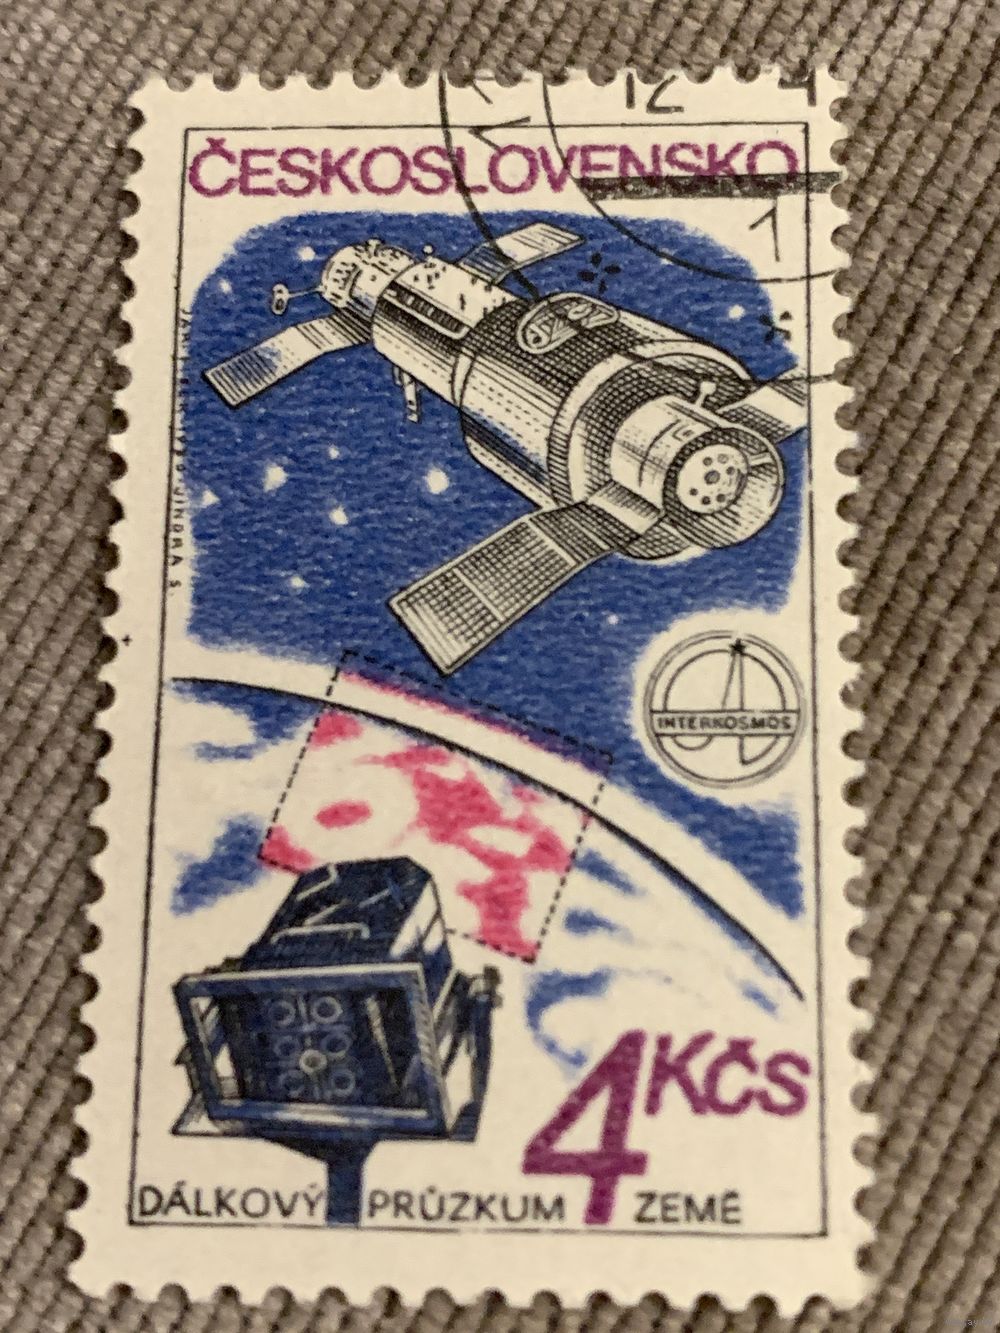 ČESKOSLOVENSKO
INTERKOSMOS
4 KČS
DÁLKOVÝ PRŮZKUM ZEMĚ